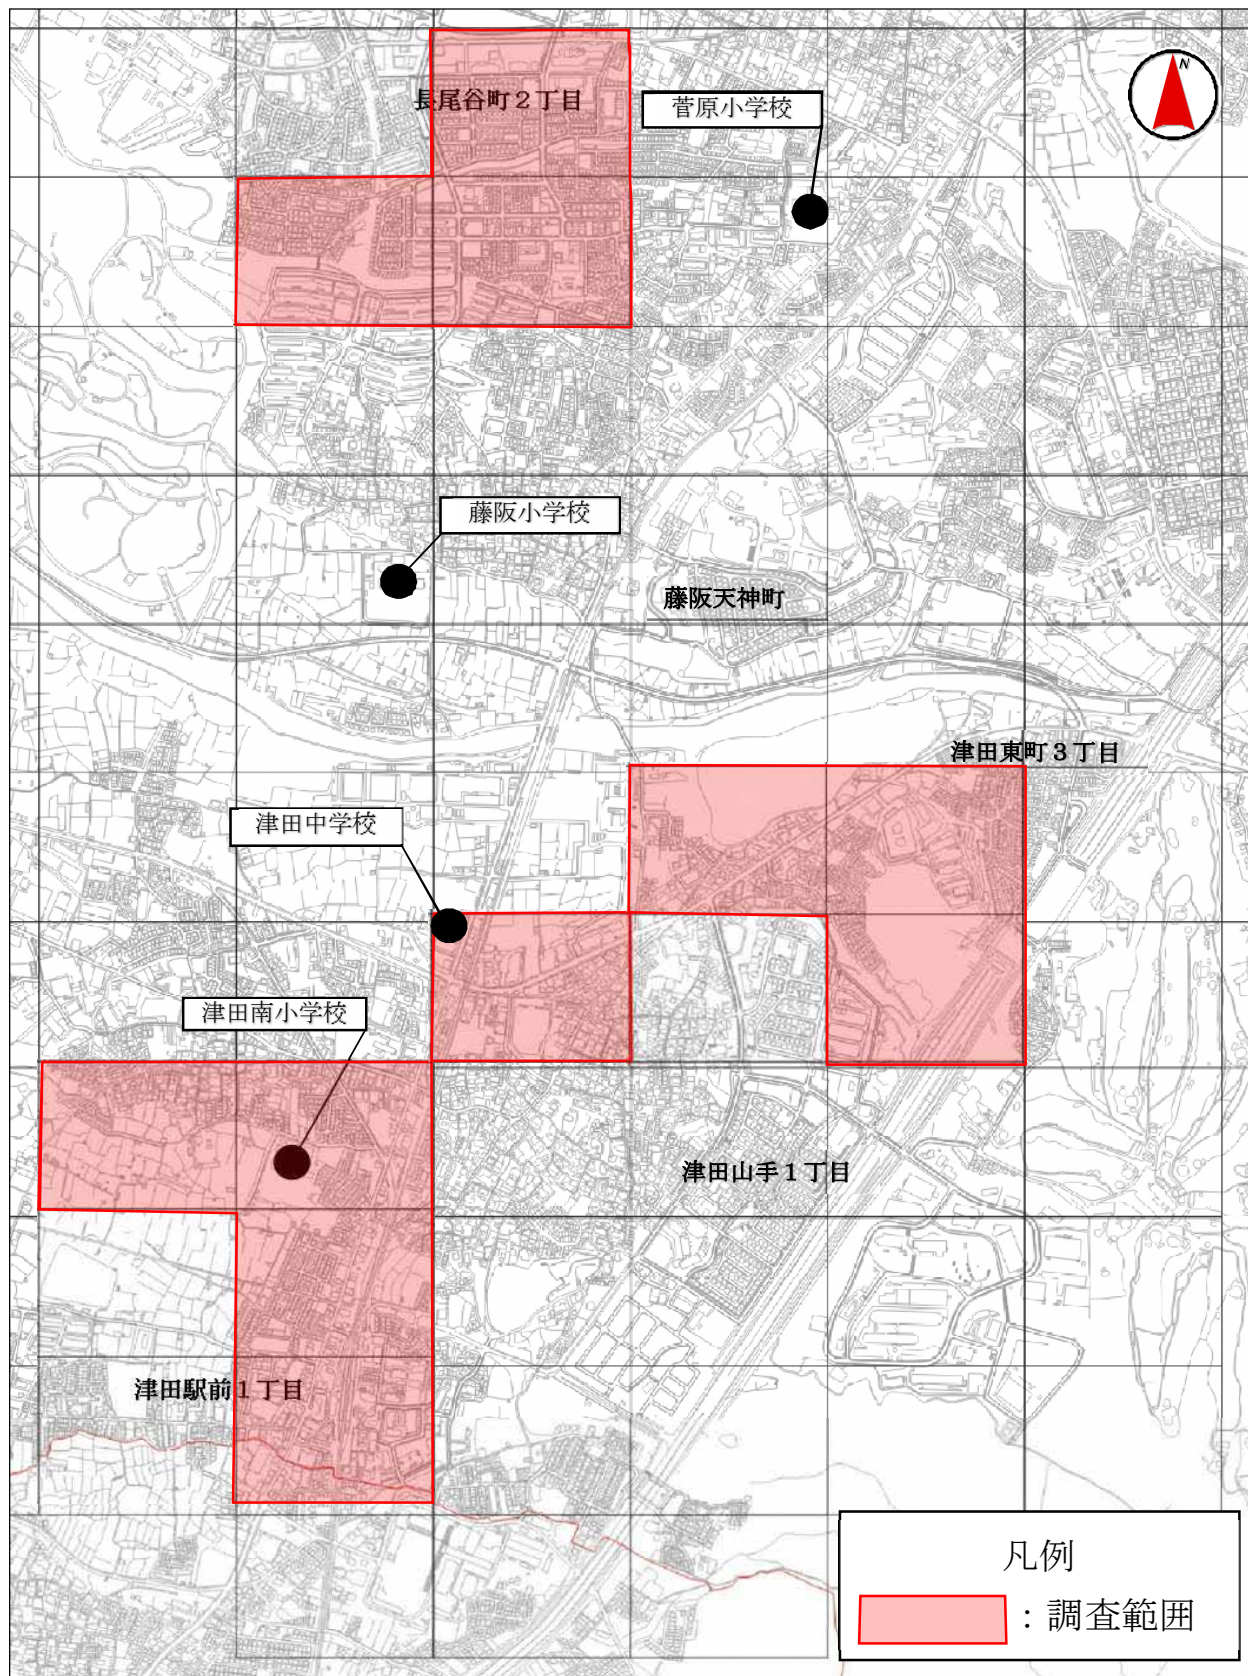 N
長尾谷町２丁目
菅原小学校
藤阪小学校
藤阪天神町
津田東町３丁目
津田中学校
津田南小学校
津田山手１丁目
津田駅前１丁目
凡例
：調査範囲